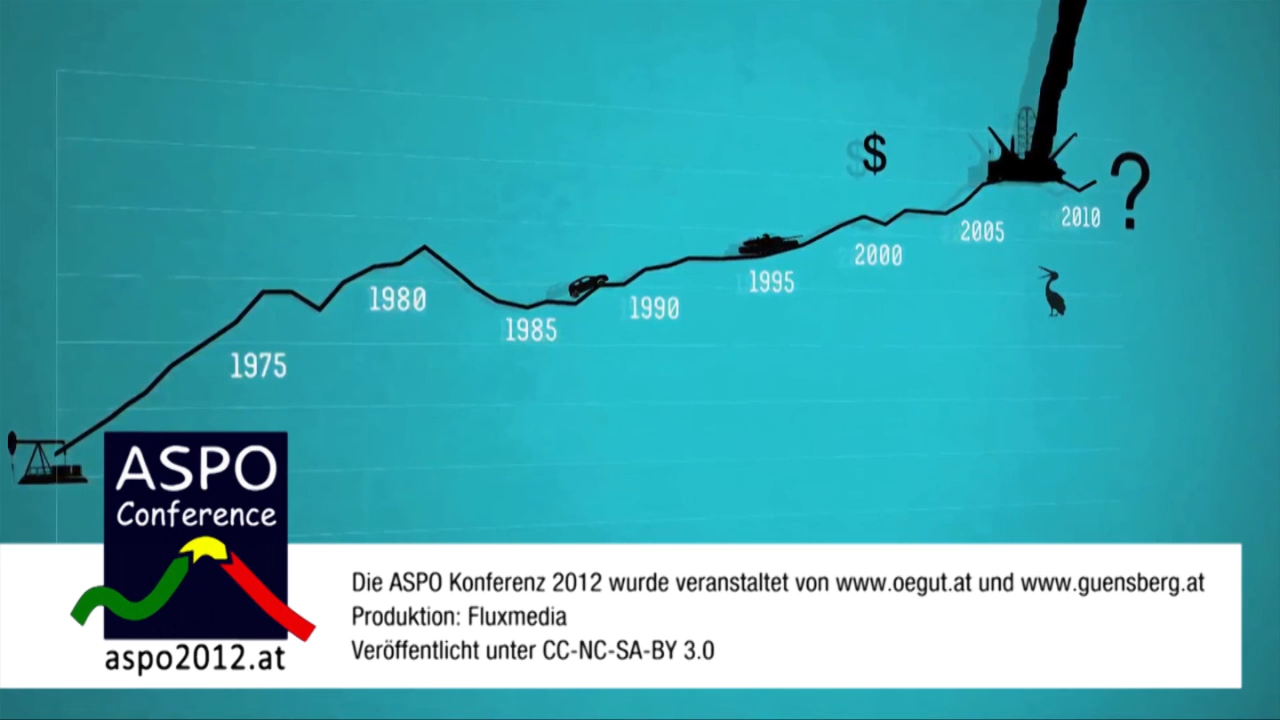 $
?
2010
2005
2000
1995
1990
1985
1980
1975
ASPO
Conference
aspo2012.at
Die ASPO Konferenz 2012 wurde veranstaltet von www.oegut.at und www.guensberg.at
Produktion: Fluxmedia
Veröffentlicht unter CC-NC-SA-BY 3.0